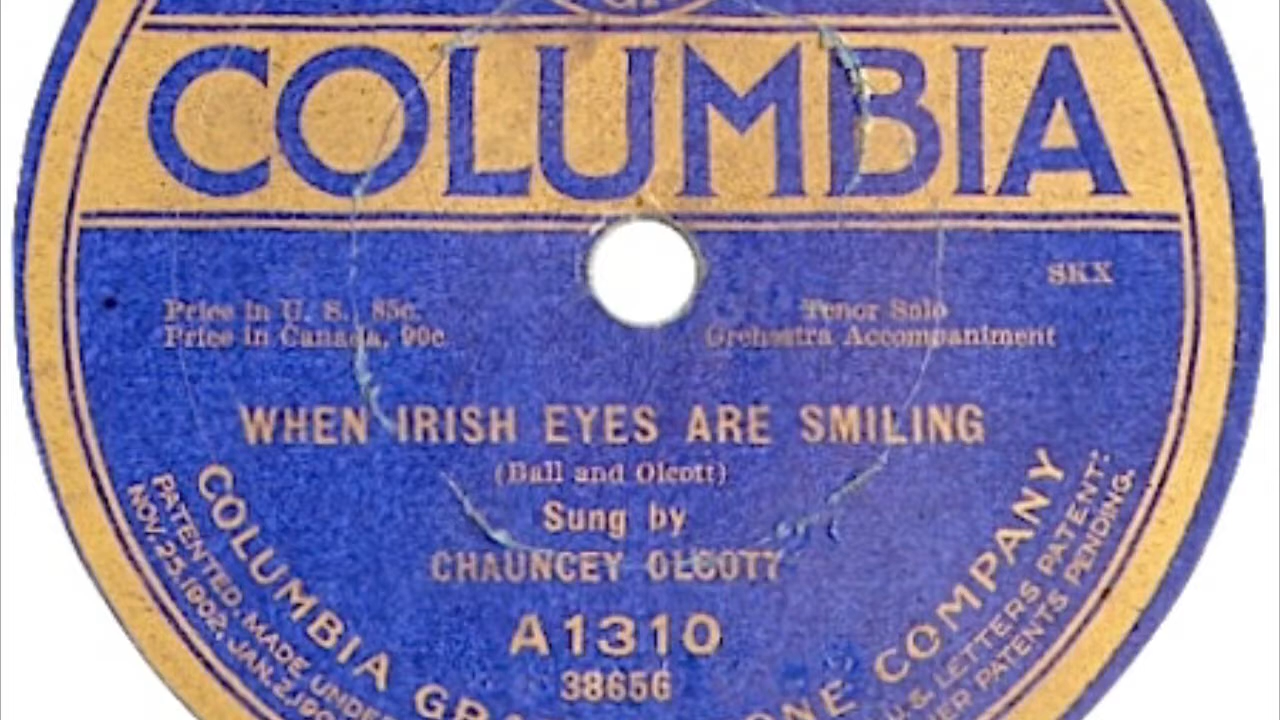 COLUMBIA
SKX
Price in U. S., 85c.
Price in Canada, 90c
Tenor Solo
Orchestra Accompaniment
WHEN IRISH EYES ARE SMILING
(Ball and Olcott)
Sung by
CHAUNCEY OLCOTT
A1310
38656
COLUMBIA COMPANY
PATENTED. MADE UNDER
NOV. 25, 1902, JAN. 2,
U.S. LETTERS PATENT:
PATENTS PENDING.